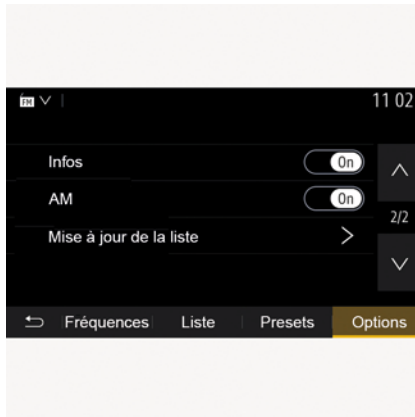 FM 11 02
Infos On
AM On
2/2
Mise à jour de la liste
Fréquences Liste Presets Options